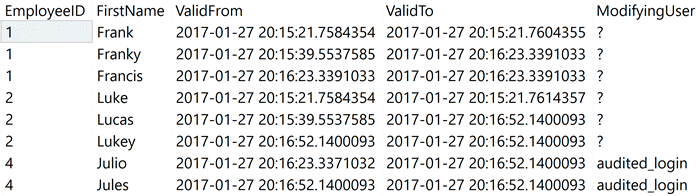 EmployeeID FirstName ValidFrom ValidTo ModifyingUser
1 Frank 2017-01-27 20:15:21.7584354 2017-01-27 20:15:21.7604355 ?
1 Franky 2017-01-27 20:15:39.5537585 2017-01-27 20:16:23.3391033 ?
1 Francis 2017-01-27 20:16:23.3391033 2017-01-27 20:16:23.3391033 ?
2 Luke 2017-01-27 20:15:21.7584354 2017-01-27 20:15:21.7614357 ?
2 Lucas 2017-01-27 20:15:39.5537585 2017-01-27 20:16:52.1400093 ?
2 Lukey 2017-01-27 20:16:52.1400093 2017-01-27 20:16:52.1400093 ?
4 Julio 2017-01-27 20:16:23.3371032 2017-01-27 20:16:52.1400093 audited_login
4 Jules 2017-01-27 20:16:52.1400093 2017-01-27 20:16:52.1400093 audited_login